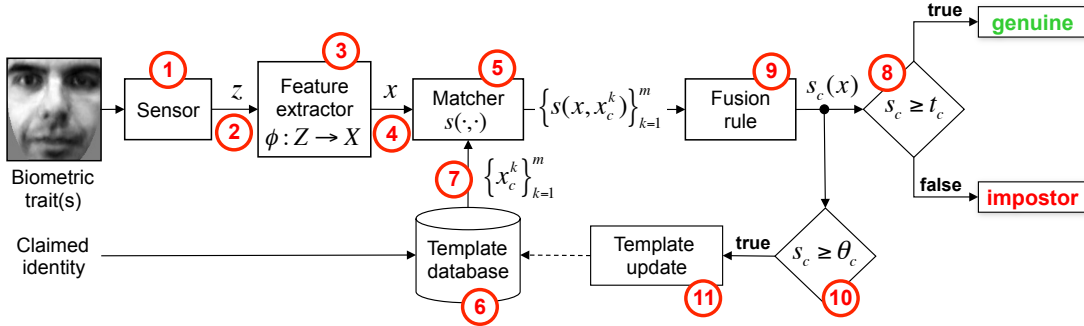 true
genuine
1
3
5
9
8
Sensor
z
Feature
extractor
ϕ : Z → X
x
Matcher
s(·,·)
{s(x, x_c^k)}_{k=1}^m
Fusion
rule
s_c(x)
s_c ≥ t_c
2
4
7
{x_c^k}_{k=1}^m
false
impostor
Biometric
trait(s)
Claimed
identity
Template
database
6
Template
update
11
true
s_c ≥ θ_c
10